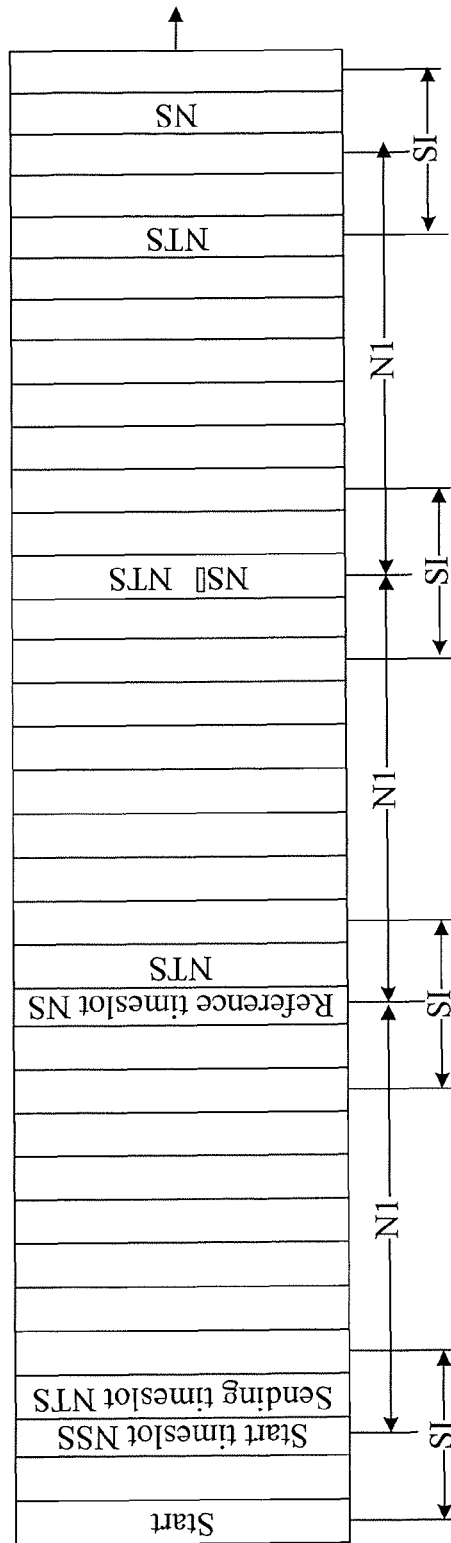 Start
Start timeslot NSS
Sending timeslot NTS
Reference timeslot NS
NTS
NS▯ NTS
NTS
NS
SI
N1
SI
N1
SI
N1
SI